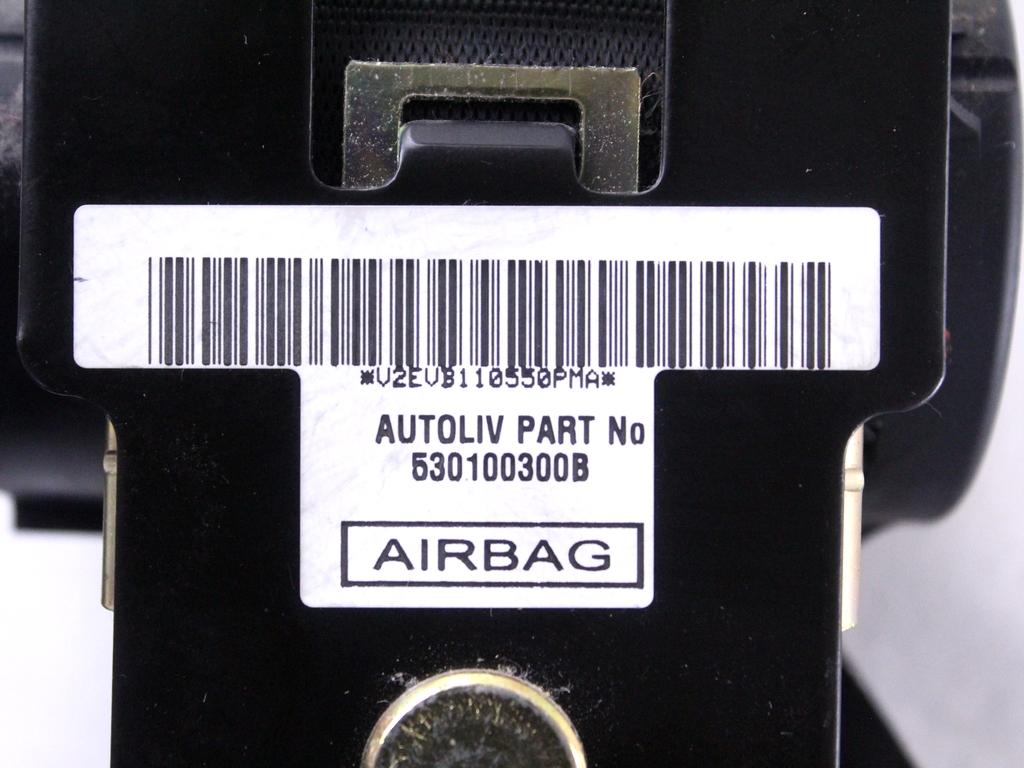 *V2EVB110550PMA*
AUTOLIV PART No
530100300B
AIRBAG